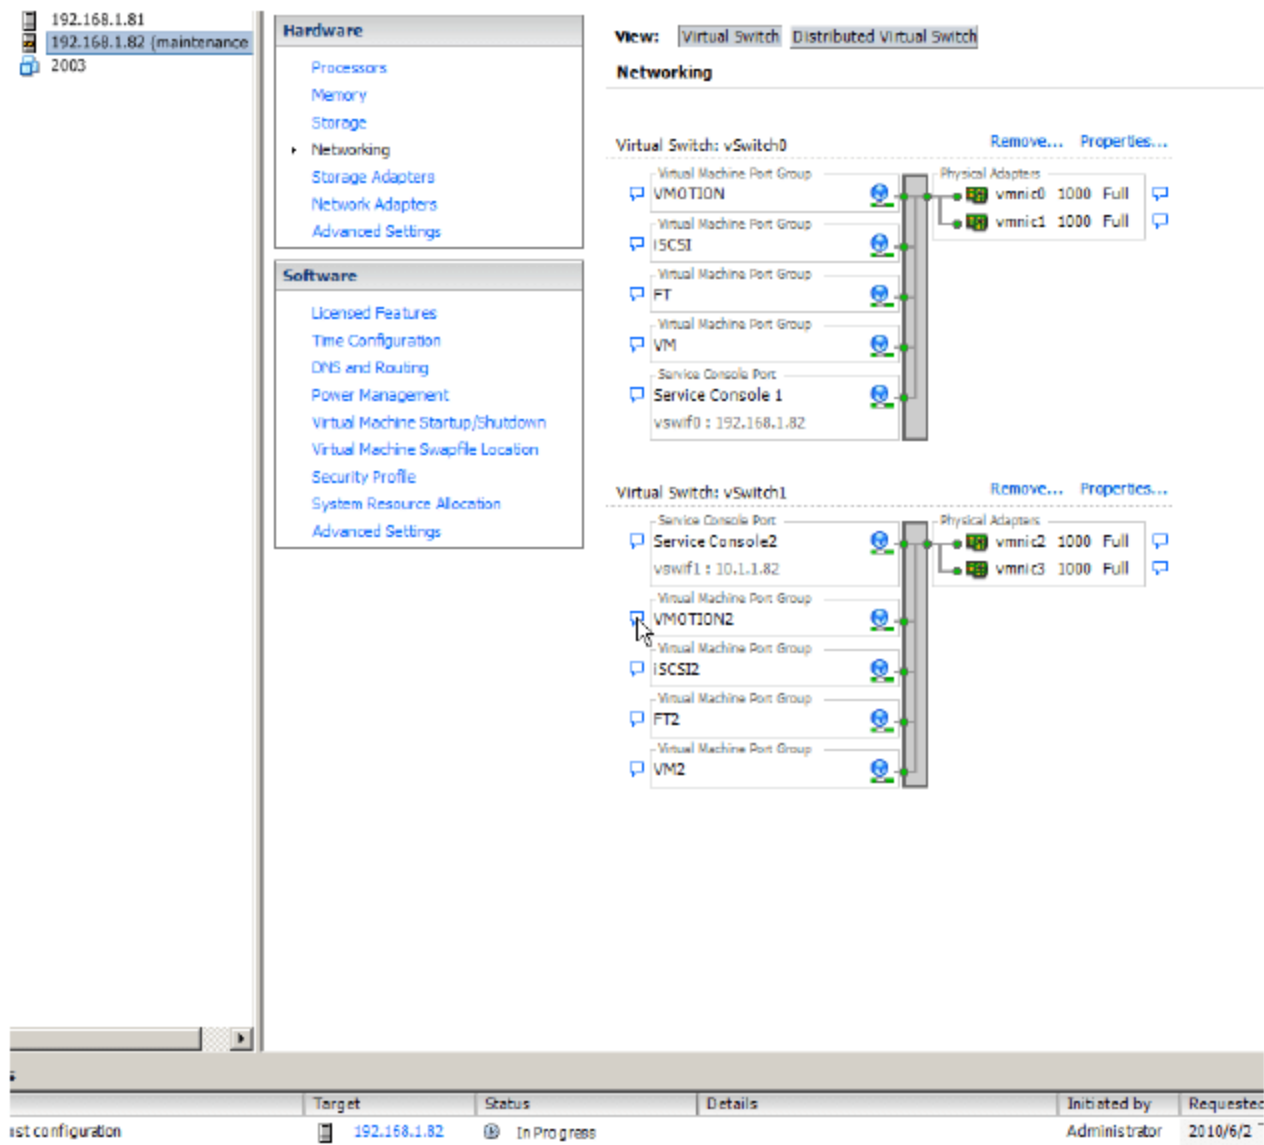 192.168.1.81
192.168.1.82 (maintenance
2003
Hardware
Processors
Memory
Storage
Networking
Storage Adapters
Network Adapters
Advanced Settings
Software
Licensed Features
Time Configuration
DNS and Routing
Power Management
Virtual Machine Startup/Shutdown
Virtual Machine Swapfile Location
Security Profile
System Resource Allocation
Advanced Settings
View: Virtual Switch Distributed Virtual Switch
Networking
Virtual Switch: vSwitch0 Remove... Properties...
Virtual Machine Port Group
VMOTION
Virtual Machine Port Group
iSCSI
Virtual Machine Port Group
FT
Virtual Machine Port Group
VM
Service Console Port
Service Console 1
vswif0 : 192.168.1.82
Physical Adapters
vmnic0 1000 Full
vmnic1 1000 Full
Virtual Switch: vSwitch1 Remove... Properties...
Service Console Port
Service Console2
vswif1 : 10.1.1.82
Virtual Machine Port Group
VMOTION2
Virtual Machine Port Group
iSCSI2
Virtual Machine Port Group
FT2
Virtual Machine Port Group
VM2
Physical Adapters
vmnic2 1000 Full
vmnic3 1000 Full
Target Status Details Initiated by Requested
ast configuration 192.168.1.82 In Progress Administrator 2010/6/2